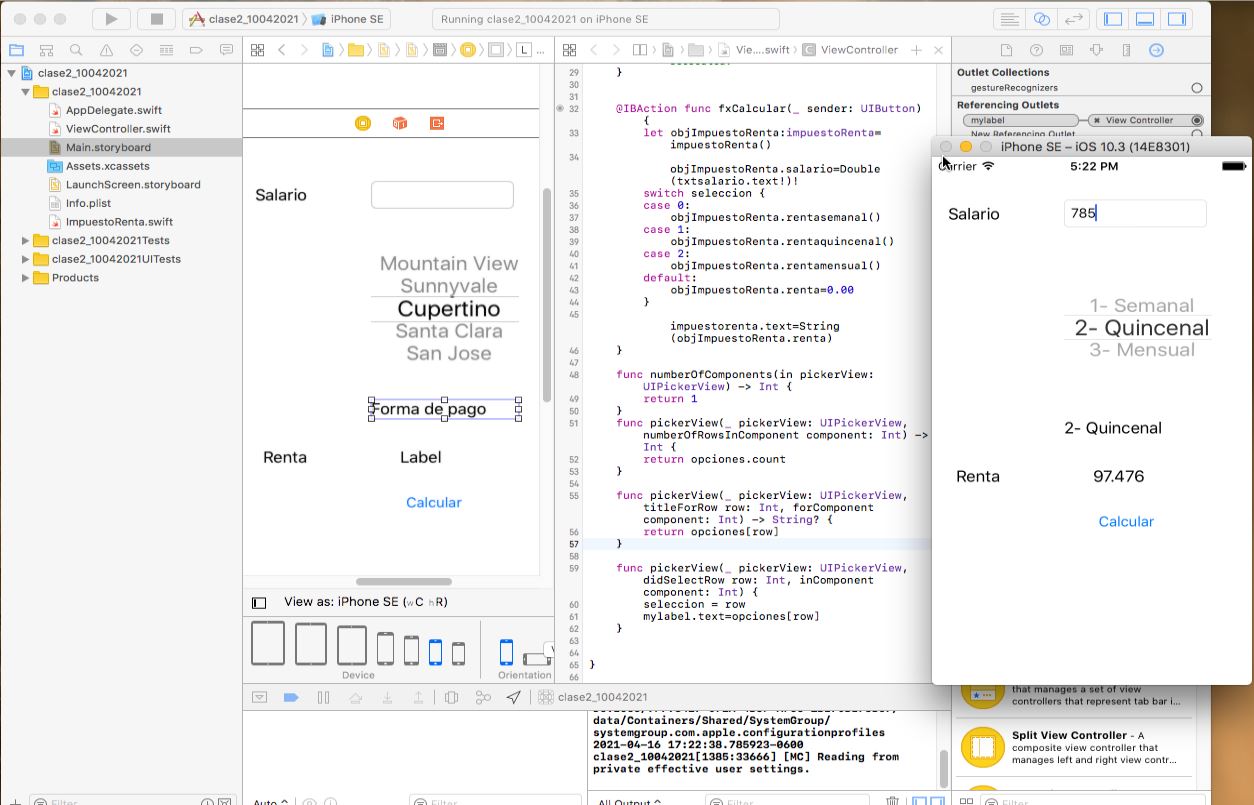 clase2_10042021 iPhone SE
Running clase2_10042021 on iPhone SE
Vie....swift ViewController
clase2_10042021
clase2_10042021
AppDelegate.swift
ViewController.swift
Main.storyboard
Assets.xcassets
LaunchScreen.storyboard
Info.plist
ImpuestoRenta.swift
clase2_10042021Tests
clase2_10042021UITests
Products
Filter
L ...
Salario
Mountain View
Sunnyvale
Cupertino
Santa Clara
San Jose
Forma de pago
Renta Label
Calcular
View as: iPhone SE (wC hR)
Device
Orientation
29 }
30
31
32 @IBAction func fxCalcular(_ sender: UIButton)
{
33 let objImpuestoRenta:impuestoRenta=
impuestoRenta()
34
objImpuestoRenta.salario=Double
(txtsalario.text!)!
35 switch seleccion {
36 case 0:
37 objImpuestoRenta.rentasemanal()
38 case 1:
39 objImpuestoRenta.rentaquincenal()
40 case 2:
41 objImpuestoRenta.rentamensual()
42 default:
43 objImpuestoRenta.renta=0.00
44 }
45
impuestorenta.text=String
(objImpuestoRenta.renta)
46 }
47
48 func numberOfComponents(in pickerView:
UIPickerView) -> Int {
49 return 1
50 }
51 func pickerView(_ pickerView: UIPickerView,
numberOfRowsInComponent component: Int) ->
Int {
52 return opciones.count
53 }
54
55 func pickerView(_ pickerView: UIPickerView,
titleForRow row: Int, forComponent
component: Int) -> String? {
56 return opciones[row]
57 }
58
59 func pickerView(_ pickerView: UIPickerView,
didSelectRow row: Int, inComponent
component: Int) {
60 seleccion = row
61 mylabel.text=opciones[row]
62 }
63
64
65 }
66
clase2_10042021
data/Containers/Shared/SystemGroup/
systemgroup.com.apple.configurationprofiles
2021-04-16 17:22:38.785923-0600
clase2_10042021[1385:33666] [MC] Reading from
private effective user settings.
Auto Filter All Output Filter
Outlet Collections
gestureRecognizers
Referencing Outlets
mylabel View Controller
New Referencing Outlet
iPhone SE – iOS 10.3 (14E8301)
Carrier 5:22 PM
Salario 785
1- Semanal
2- Quincenal
3- Mensual
2- Quincenal
Renta 97.476
Calcular
that manages a set of view
controllers that represent tab bar i...
Split View Controller - A
composite view controller that
manages left and right view contr...
Filter